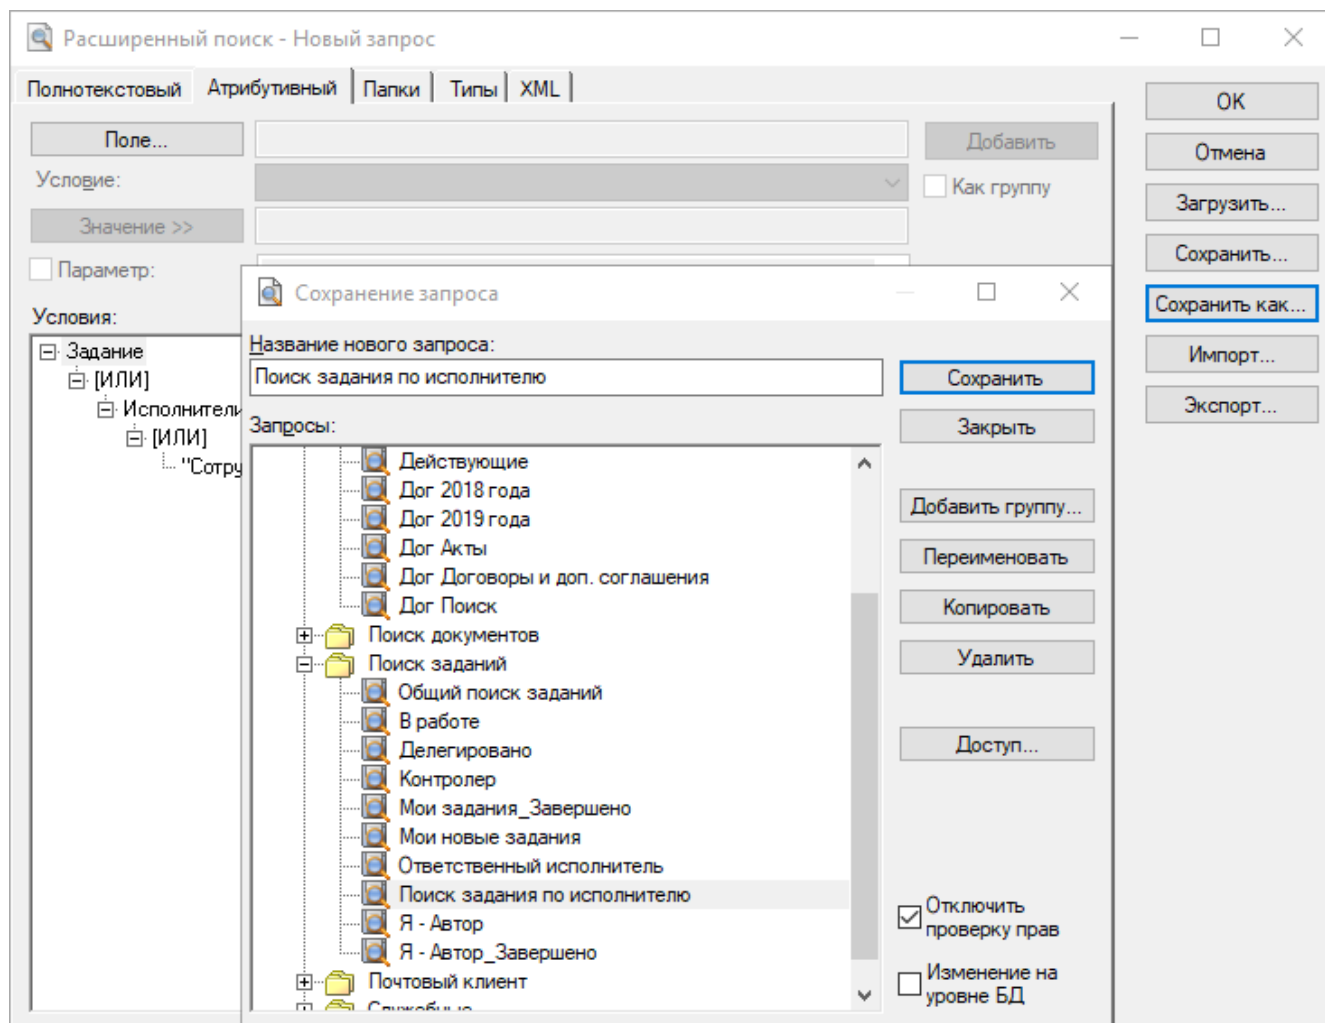 Расширенный поиск - Новый запрос
Полнотекстовый Атрибутивный Папки Типы XML
OK
Поле... Добавить
Отмена
Условие: Как группу
Загрузить...
Значение >>
Сохранить...
Параметр:
Сохранить как...
Импорт...
Экспорт...
Условия:
Задание
[ИЛИ]
Исполнители
[ИЛИ]
Сохранение запроса
Название нового запроса:
Поиск задания по исполнителю
Сохранить
Запросы:
Закрыть
Действующие
Дог 2018 года
Добавить группу...
Дог 2019 года
Дог Акты
Переименовать
Дог Договоры и доп. соглашения
Дог Поиск
Копировать
Поиск документов
Поиск заданий
Удалить
Общий поиск заданий
В работе
Делегировано
Доступ...
Контролер
Мои задания_Завершено
Мои новые задания
Ответственный исполнитель
Поиск задания по исполнителю
Я - Автор
Я - Автор_Завершено
Почтовый клиент
Отключить
проверку прав
Изменение на
уровне БД